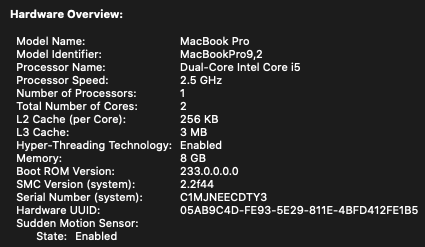 Hardware Overview:
Model Name: MacBook Pro
Model Identifier: MacBookPro9,2
Processor Name: Dual-Core Intel Core i5
Processor Speed: 2.5 GHz
Number of Processors: 1
Total Number of Cores: 2
L2 Cache (per Core): 256 KB
L3 Cache: 3 MB
Hyper-Threading Technology: Enabled
Memory: 8 GB
Boot ROM Version: 233.0.0.0.0
SMC Version (system): 2.2f44
Serial Number (system): C1MJNEECDTY3
Hardware UUID: 05AB9C4D-FE93-5E29-811E-4BFD412FE1B5
Sudden Motion Sensor:
State: Enabled